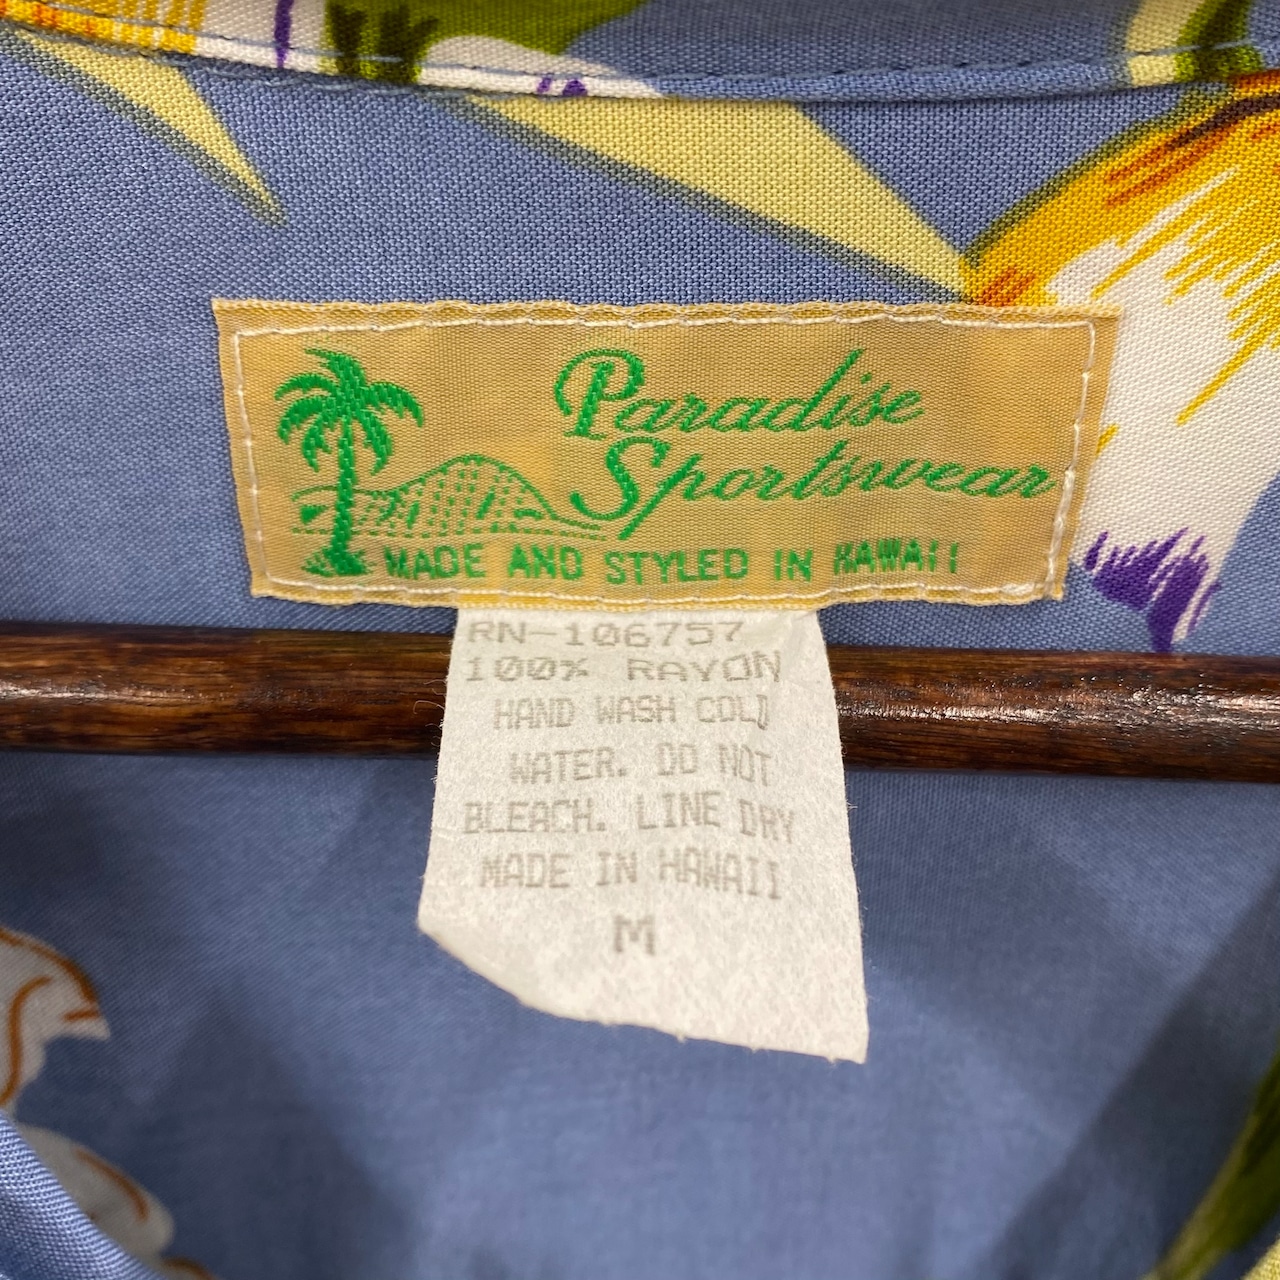 Paradise
Sportswear
MADE AND STYLED IN HAWAII
RN-106757
100% RAYON
HAND WASH COLD
WATER. DO NOT
BLEACH. LINE DRY
MADE IN HAWAII
M